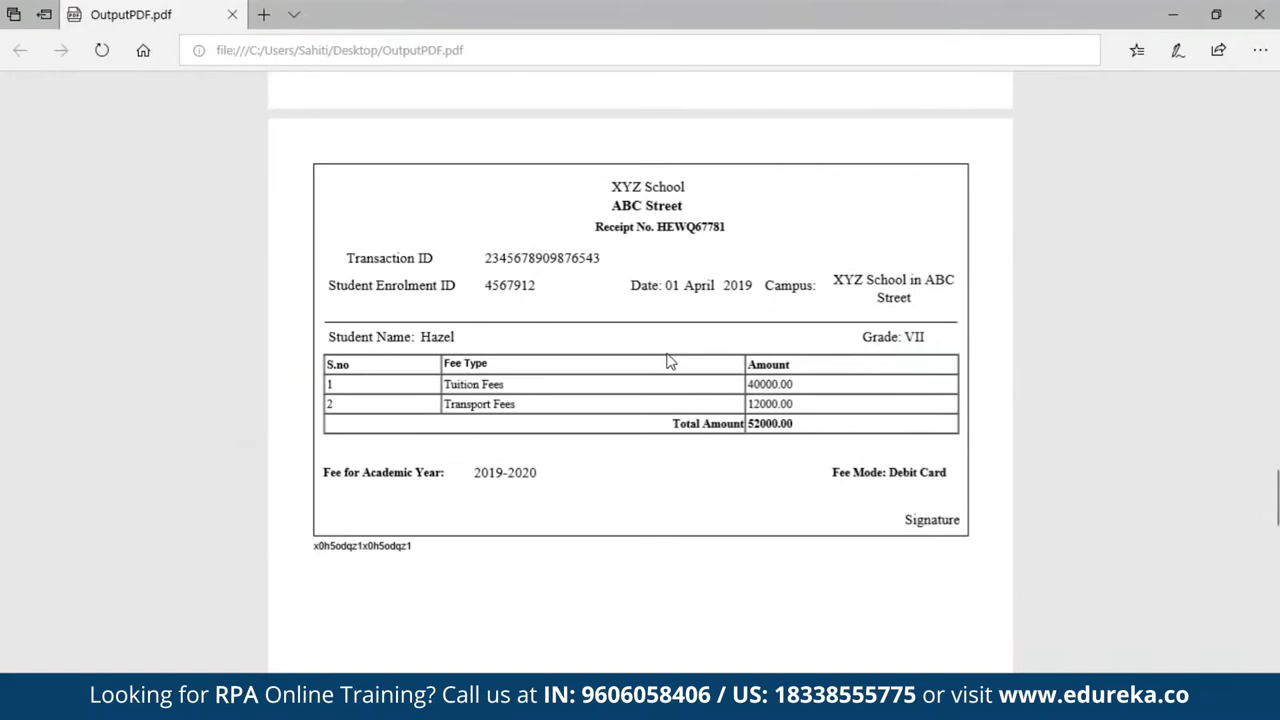 OutputPDF.pdf
file:///C:/Users/Sahiti/Desktop/OutputPDF.pdf
XYZ School
ABC Street
Receipt No. HEWQ67781
Transaction ID 2345678909876543
Student Enrolment ID 4567912 Date: 01 April 2019 Campus: XYZ School in ABC
Street
Student Name: Hazel Grade: VII
S.no Fee Type Amount
1 Tuition Fees 40000.00
2 Transport Fees 12000.00
Total Amount 52000.00
Fee for Academic Year: 2019-2020 Fee Mode: Debit Card
Signature
x0h5odqz1x0h5odqz1
Looking for RPA Online Training? Call us at IN: 9606058406 / US: 18338555775 or visit www.edureka.co